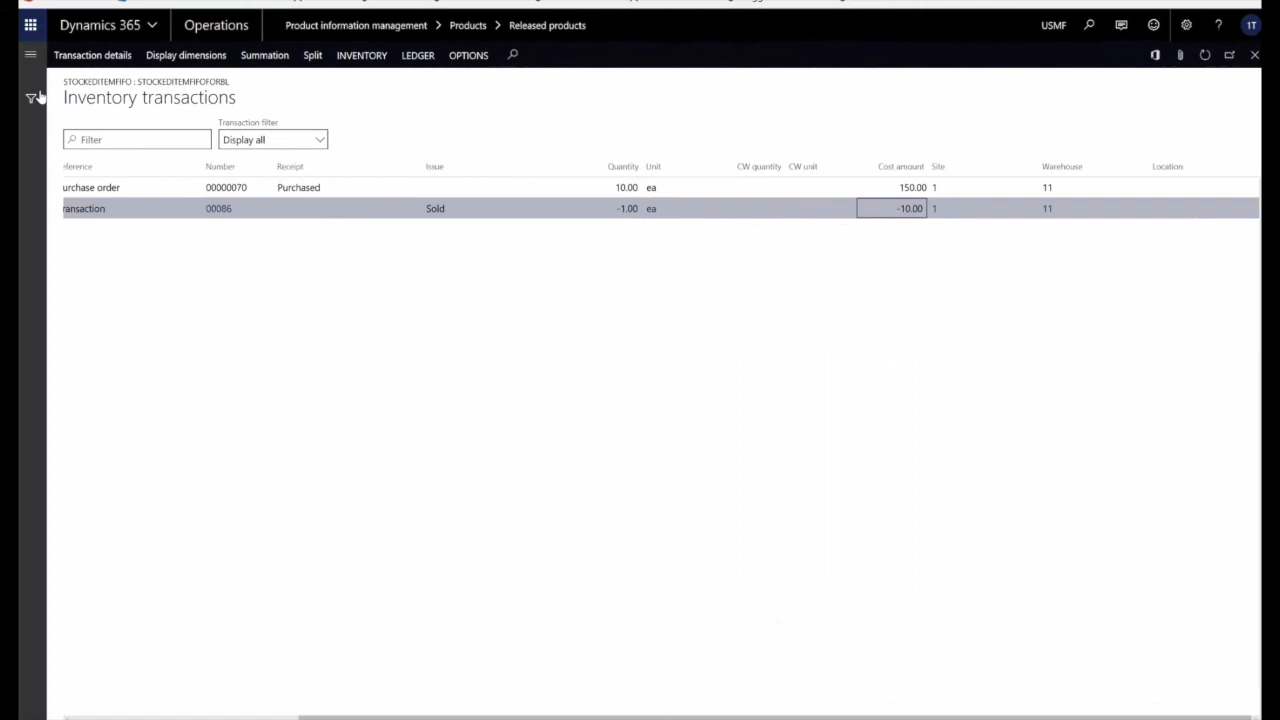 Dynamics 365 Operations Product information management Products Released products USMF ? 1T
Transaction details Display dimensions Summation Split INVENTORY LEDGER OPTIONS
STOCKEDITEMFIFO : STOCKEDITEMFIFOFORBL
Inventory transactions
Transaction filter
Filter Display all
eference Number Receipt Issue Quantity Unit CW quantity CW unit Cost amount Site Warehouse Location
urchase order 00000070 Purchased 10.00 ea 150.00 1 11
ransaction 00086 Sold -1.00 ea -10.00 1 11